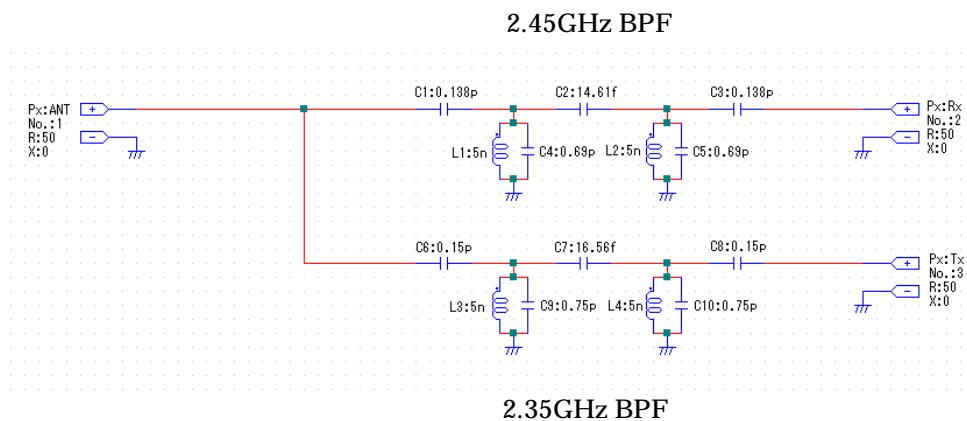 2.45GHz BPF
C1:0.138p
C2:14.61f
C3:0.138p
Px:ANT
No.:1
R:50
X:0
+
-
+
-
Px:Rx
No.:2
R:50
X:0
L1:5n
C4:0.69p
L2:5n
C5:0.69p
C6:0.15p
C7:16.56f
C8:0.15p
+
-
Px:Tx
No.:3
R:50
X:0
L3:5n
C9:0.75p
L4:5n
C10:0.75p
2.35GHz BPF